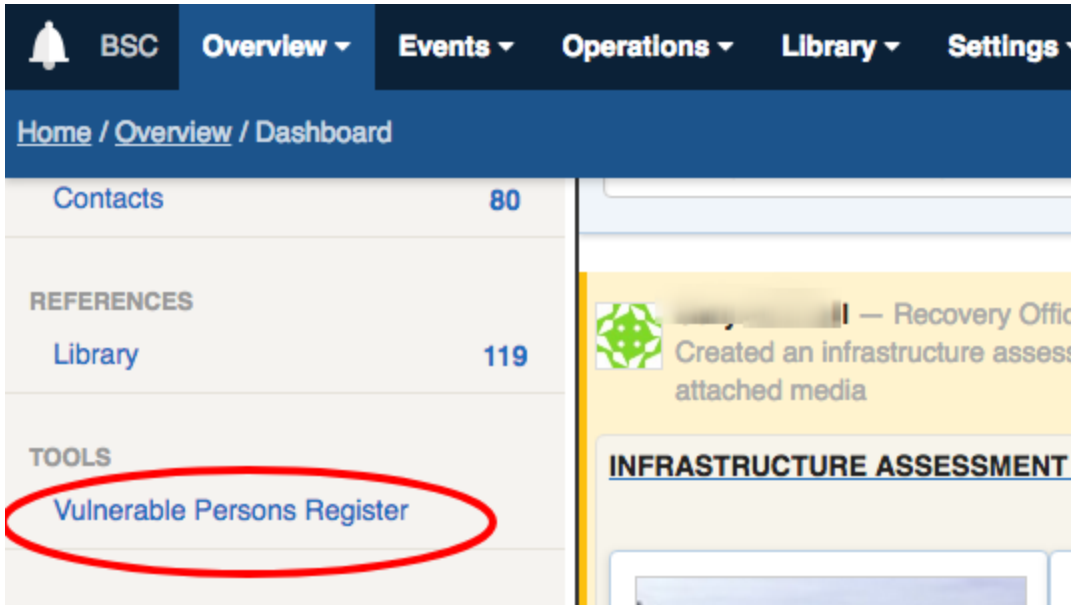 BSC Overview Events Operations Library Settings
Home / Overview / Dashboard
Contacts 80
REFERENCES
Library 119
TOOLS
Vulnerable Persons Register
— Recovery Offic
Created an infrastructure assess
attached media
INFRASTRUCTURE ASSESSMENT